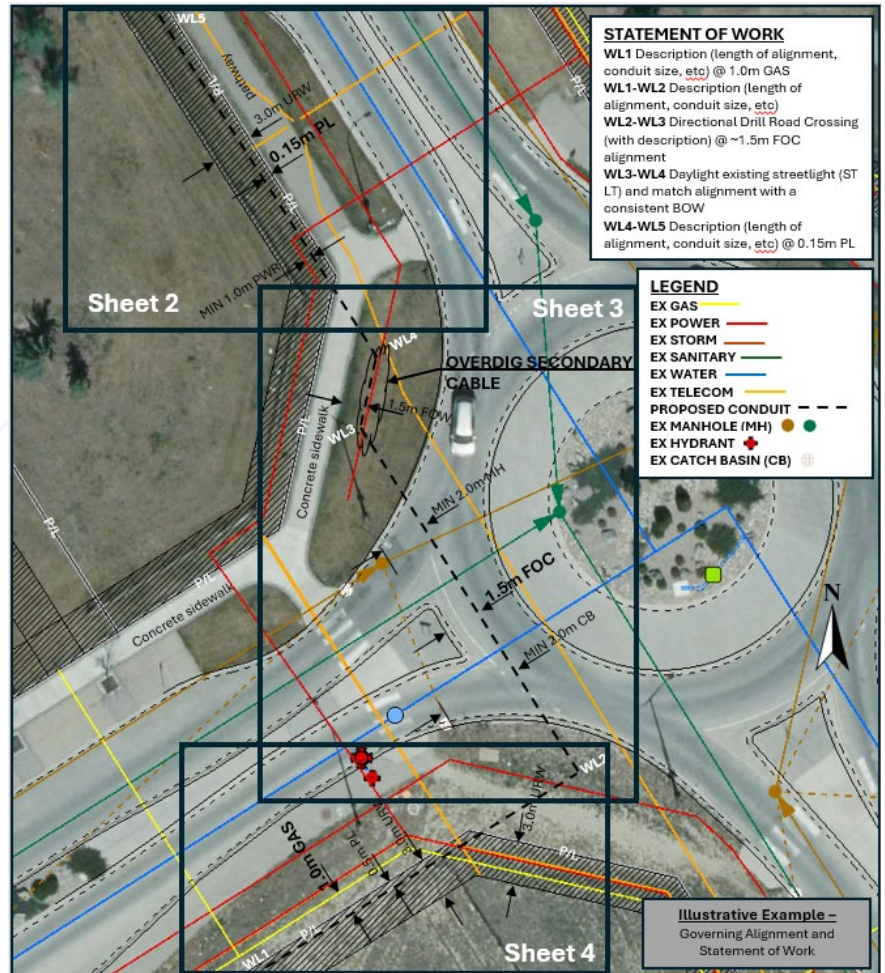 WL5
STATEMENT OF WORK
WL1 Description (length of alignment,
conduit size, etc) @ 1.0m GAS
WL1-WL2 Description (length of
alignment, conduit size, etc)
WL2-WL3 Directional Drill Road Crossing
(with description) @ ~1.5m FOC
alignment
WL3-WL4 Daylight existing streetlight (ST
LT) and match alignment with a
consistent BOW
WL4-WL5 Description (length of
alignment, conduit size, etc) @ 0.15m PL
P/L
pathway
3.0m URW
P/L
0.15m PL
P/L
MIN 1.0m PWR
Sheet 2
Sheet 3
LEGEND
EX GAS
EX POWER
EX STORM
EX SANITARY
EX WATER
EX TELECOM
PROPOSED CONDUIT
EX MANHOLE (MH)
EX HYDRANT
EX CATCH BASIN (CB)
WL4
OVERDIG SECONDARY
CABLE
1.5m FOW
WL3
P/L
Concrete sidewalk
MIN 2.0m MH
P/L
P/L
1.5m FOC
Concrete sidewalk
MIN 2.0m CB
N
WL2
3.0m URW
3.0m URW
0.5m PL
1.0m GAS
P/L
P/L
WL1
Sheet 4
Illustrative Example –
Governing Alignment and
Statement of Work